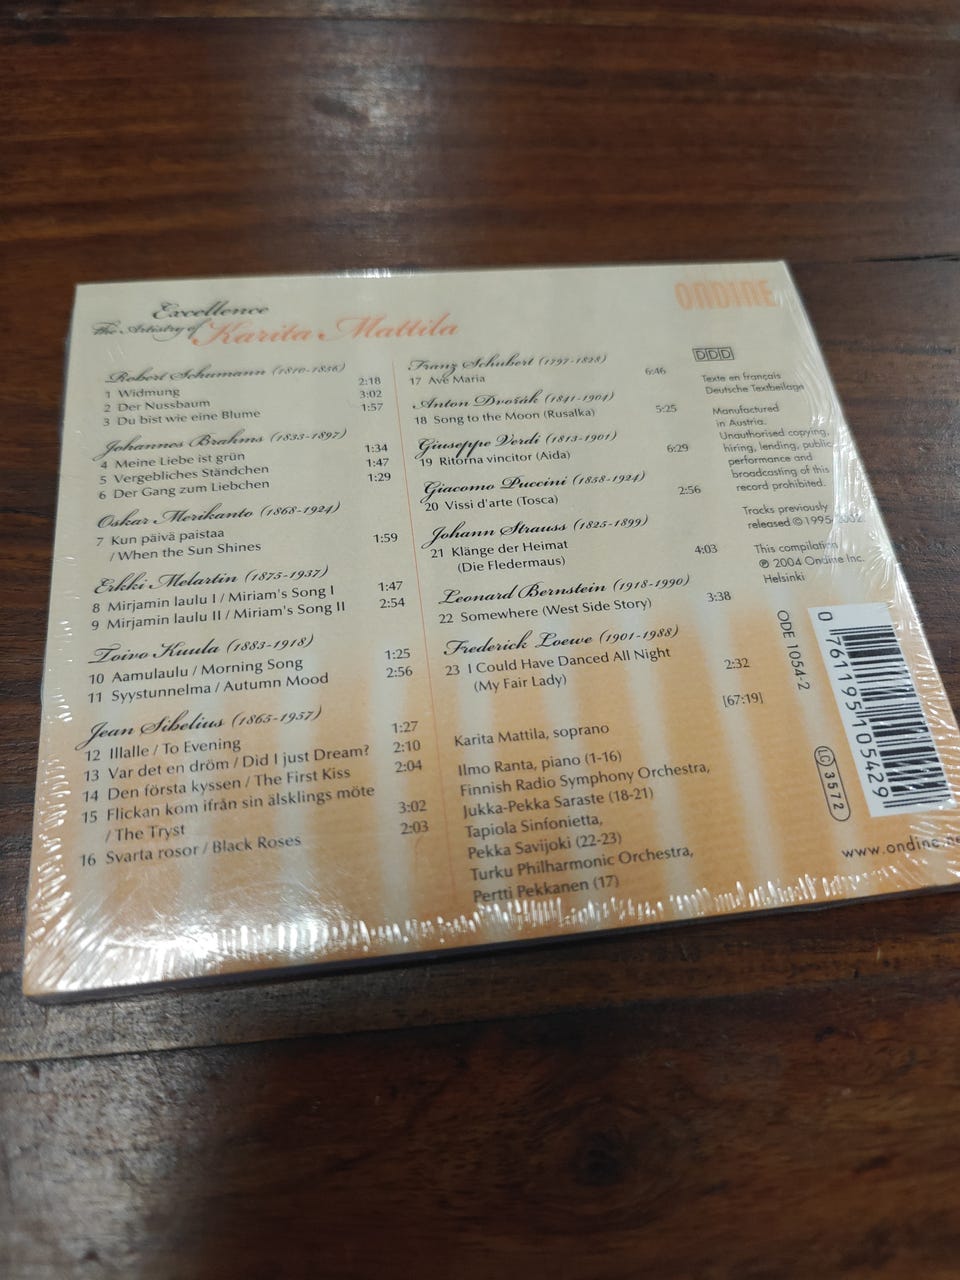 Excellence
The Artistry of Karita Mattila
ONDINE
Robert Schumann (1810-1856)
1 Widmung 2:18
2 Der Nussbaum 3:02
3 Du bist wie eine Blume 1:57
Johannes Brahms (1833-1897)
4 Meine Liebe ist grün 1:34
5 Vergebliches Ständchen 1:47
6 Der Gang zum Liebchen 1:29
Oskar Merikanto (1868-1924)
7 Kun päivä paistaa
/ When the Sun Shines 1:59
Erkki Melartin (1875-1937)
8 Mirjamin laulu I / Miriam's Song I 1:47
9 Mirjamin laulu II / Miriam's Song II 2:54
Toivo Kuula (1883-1918)
10 Aamulaulu / Morning Song 1:25
11 Syystunnelma / Autumn Mood 2:56
Jean Sibelius (1865-1957)
12 Illalle / To Evening 1:27
13 Var det en dröm / Did I just Dream? 2:10
14 Den första kyssen / The First Kiss 2:04
15 Flickan kom ifrån sin älsklings möte
/ The Tryst 3:02
16 Svarta rosor / Black Roses 2:03
Franz Schubert (1797-1828)
17 Ave Maria 6:46
Anton Dvořák (1841-1904)
18 Song to the Moon (Rusalka) 5:25
Giuseppe Verdi (1813-1901)
19 Ritorna vincitor (Aida) 6:29
Giacomo Puccini (1858-1924)
20 Vissi d'arte (Tosca) 2:56
Johann Strauss (1825-1899)
21 Klänge der Heimat
(Die Fledermaus) 4:03
Leonard Bernstein (1918-1990)
22 Somewhere (West Side Story) 3:38
Frederick Loewe (1901-1988)
23 I Could Have Danced All Night
(My Fair Lady) 2:32
[67:19]
Karita Mattila, soprano
Ilmo Ranta, piano (1-16)
Finnish Radio Symphony Orchestra,
Jukka-Pekka Saraste (18-21)
Tapiola Sinfonietta,
Pekka Savijoki (22-23)
Turku Philharmonic Orchestra,
Pertti Pekkanen (17)
DDD
Texte en français
Deutsche Textbeilage
Manufactured
in Austria.
Unauthorised copying,
hiring, lending, public
performance and
broadcasting of this
record prohibited.
Tracks previously
released © 1995, 2002.
This compilation
℗ 2004 Ondine Inc.
Helsinki
ODE 1054-2
0 761195 105429
LC 3572
www.ondine.ne